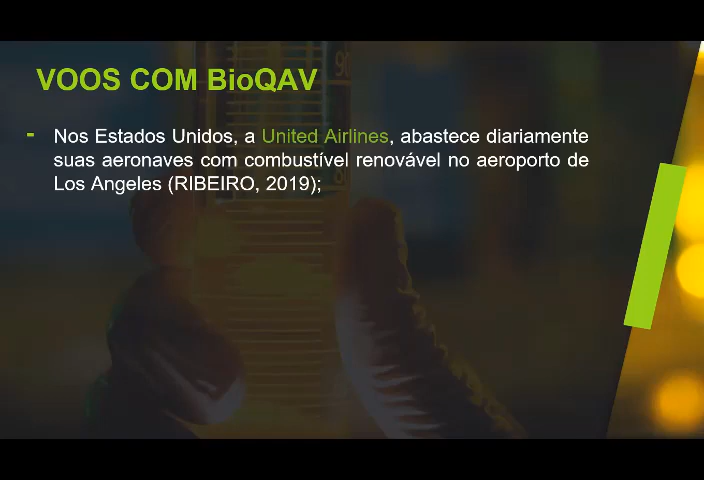 VOOS COM BioQAV
- Nos Estados Unidos, a United Airlines, abastece diariamente
suas aeronaves com combustível renovável no aeroporto de
Los Angeles (RIBEIRO, 2019);